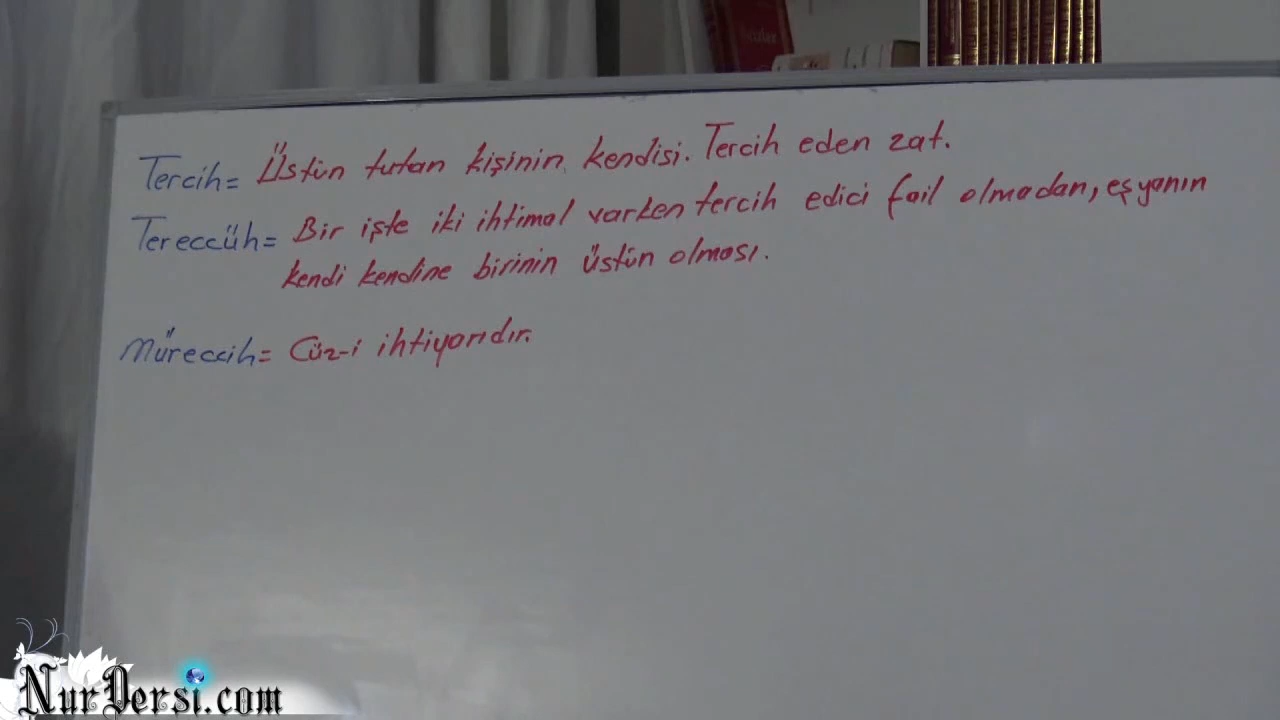 Tercih= Üstün tutan kişinin kendisi. Tercih eden zat.
Tereccüh= Bir işte iki ihtimal varken tercih edici fail olmadan, eşyanın
kendi kendine birinin üstün olması.
Müreccih= Cüz-i ihtiyarıdır.
NurDersi.com